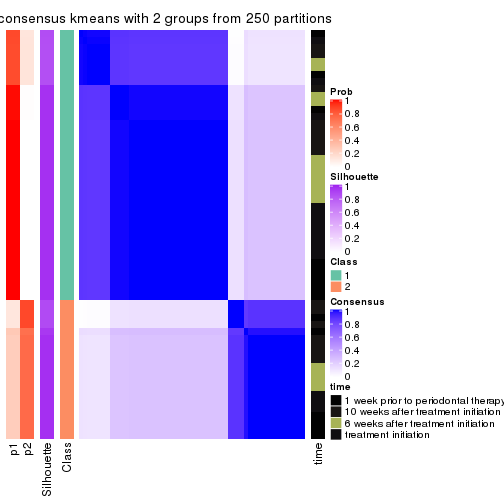 consensus kmeans with 2 groups from 250 partitions
Prob
1
0.8
0.6
0.4
0.2
0
Silhouette
1
0.8
0.6
0.4
0.2
0
Class
1
2
Consensus
1
0.8
0.6
0.4
0.2
0
time
1 week prior to periodontal therapy
10 weeks after treatment initiation
6 weeks after treatment initiation
treatment initiation
p1
p2
Silhouette
Class
time